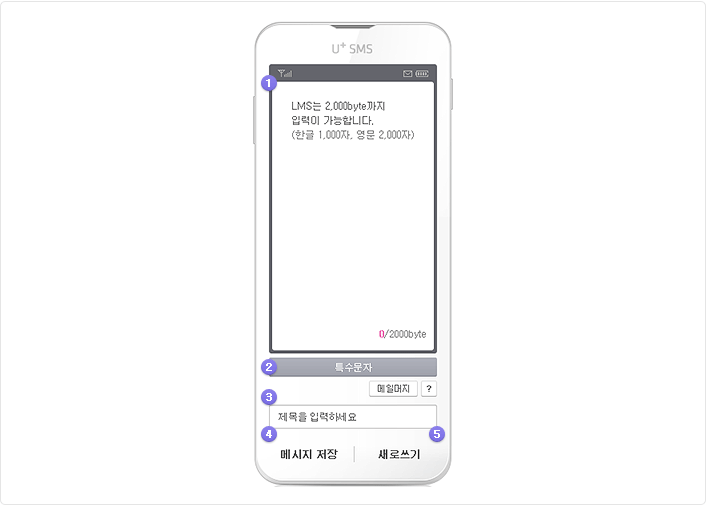 U+ SMS
1
LMS는 2,000byte까지
입력이 가능합니다.
(한글 1,000자, 영문 2,000자)
0/2000byte
2
특수문자
메일머지 ?
3
제목을 입력하세요
4 5
메시지 저장 새로쓰기